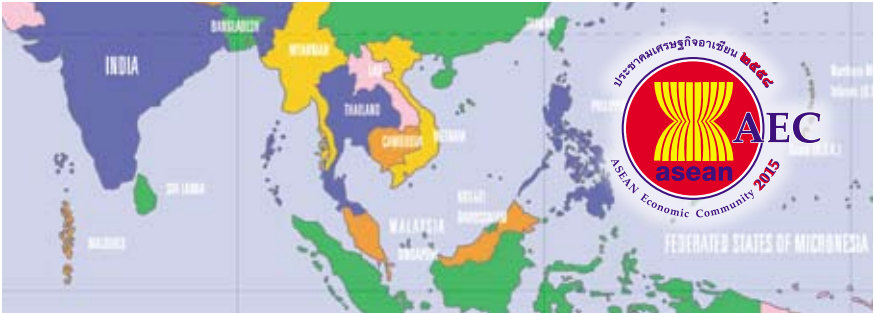 BANGLADESH
TAIWAN
INDIA
MYANMAR
LAO
THAILAND
CAMBODIA
VIETNAM
SRI LANKA
MALDIVES
MALAYSIA
SINGAPORE
BRUNEI
DARUSSALAM
FEDERATED STATES OF MICRONESIA
ประชาคมเศรษฐกิจอาเซียน ๒๕๕๘
AEC
asean
ASEAN Economic Community 2015